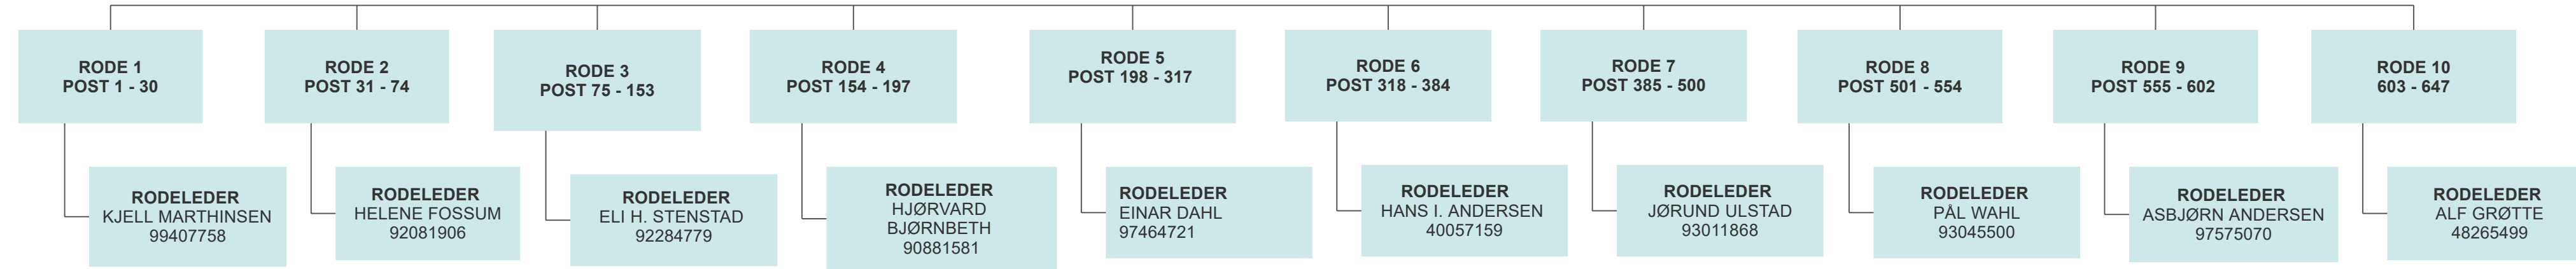 RODE 1
POST 1 - 30
RODELEDER
KJELL MARTHINSEN
99407758
RODE 2
POST 31 - 74
RODELEDER
HELENE FOSSUM
92081906
RODE 3
POST 75 - 153
RODELEDER
ELI H. STENSTAD
92284779
RODE 4
POST 154 - 197
RODELEDER
HJØRVARD
BJØRNBETH
90881581
RODE 5
POST 198 - 317
RODELEDER
EINAR DAHL
97464721
RODE 6
POST 318 - 384
RODELEDER
HANS I. ANDERSEN
40057159
RODE 7
POST 385 - 500
RODELEDER
JØRUND ULSTAD
93011868
RODE 8
POST 501 - 554
RODELEDER
PÅL WAHL
93045500
RODE 9
POST 555 - 602
RODELEDER
ASBJØRN ANDERSEN
97575070
RODE 10
603 - 647
RODELEDER
ALF GRØTTE
48265499